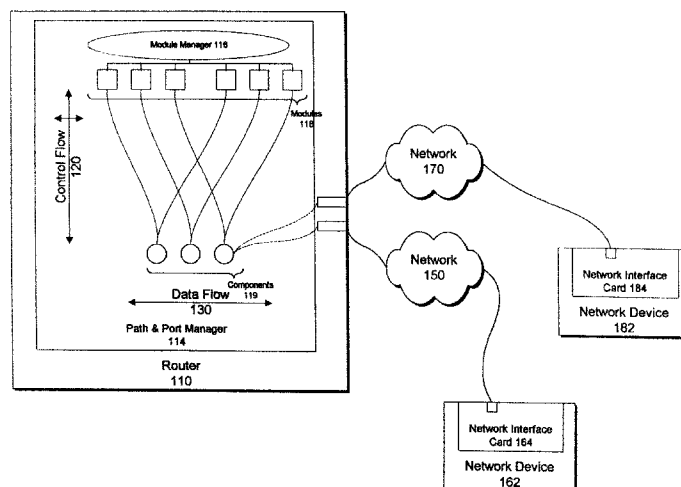 Module Manager 116
Modules
118
Control Flow
120
Components
119
Data Flow
130
Path & Port Manager
114
Router
110
Network
170
Network
150
Network Interface
Card 184
Network Device
182
Network Interface
Card 164
Network Device
162